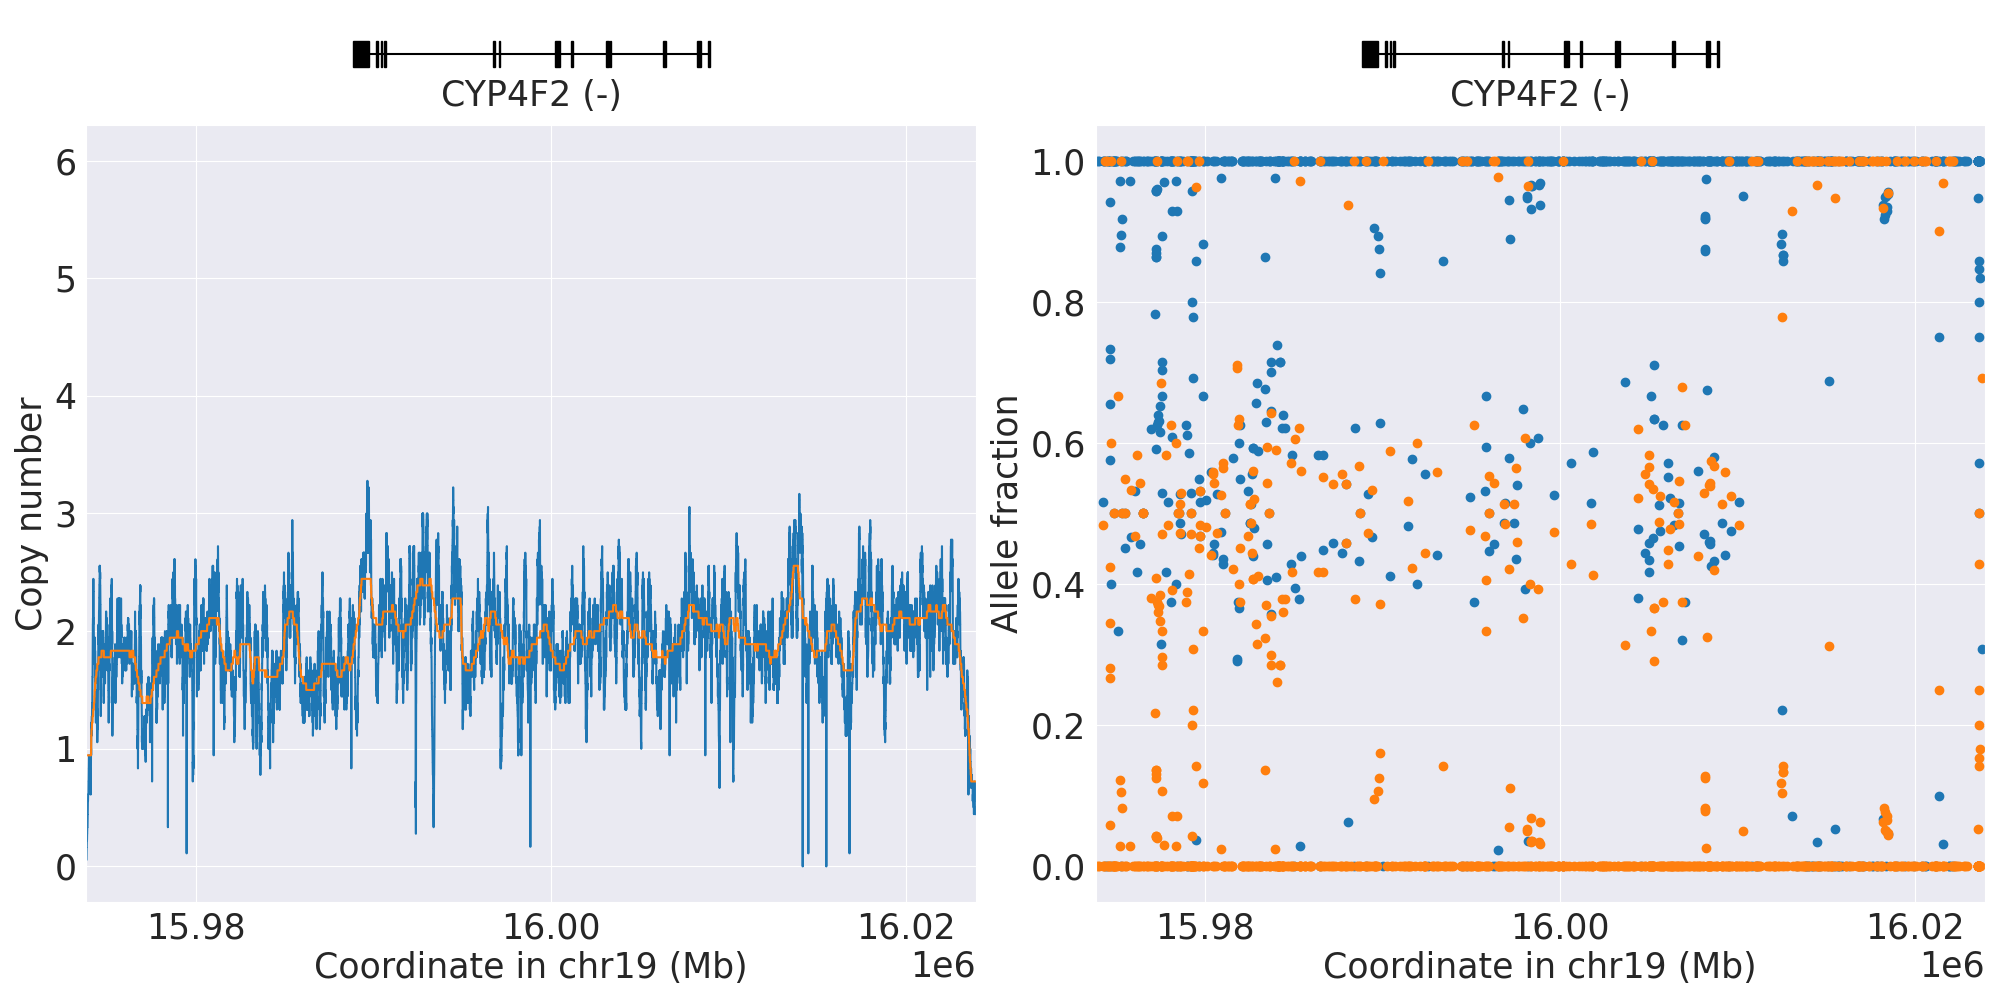 CYP4F2 (-)
Copy number
6
5
4
3
2
1
0
15.98
16.00
16.02
Coordinate in chr19 (Mb)
1e6
CYP4F2 (-)
Allele fraction
1.0
0.8
0.6
0.4
0.2
0.0
15.98
16.00
16.02
Coordinate in chr19 (Mb)
1e6